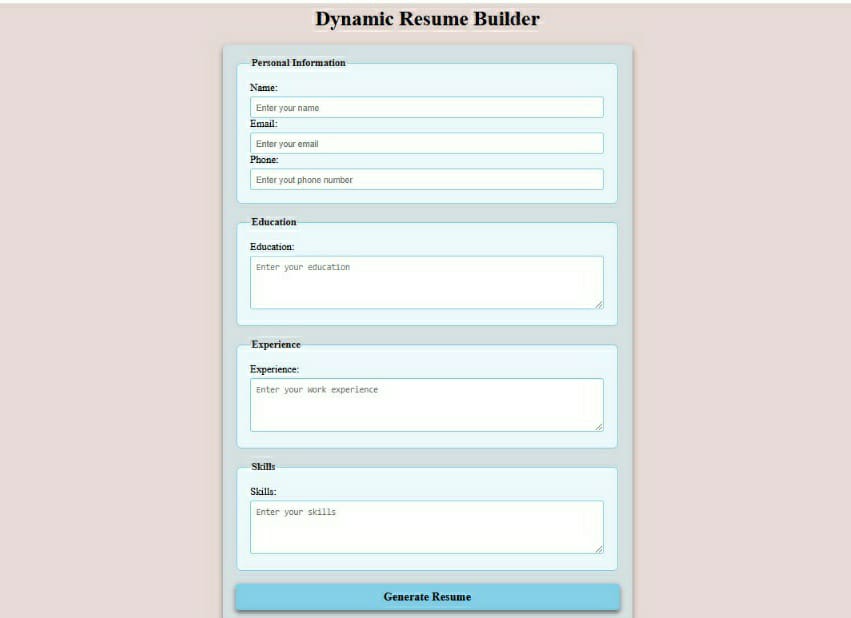 Dynamic Resume Builder
Personal Information
Name:
Enter your name
Email:
Enter your email
Phone:
Enter yout phone number
Education
Education:
Enter your education
Experience
Experience:
Enter your Work experience
Skills
Skills:
Enter your skills
Generate Resume